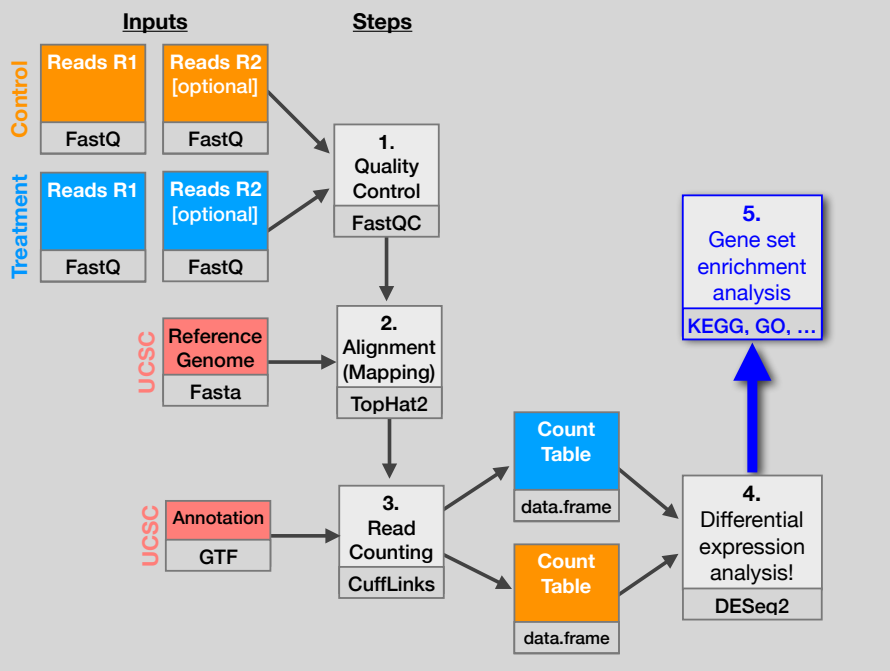 Inputs
Steps
Control
Reads R1
FastQ
Reads R2
[optional]
FastQ
Treatment
Reads R1
FastQ
Reads R2
[optional]
FastQ
1.
Quality
Control
FastQC
UCSC
Reference
Genome
Fasta
2.
Alignment
(Mapping)
TopHat2
UCSC
Annotation
GTF
3.
Read
Counting
CuffLinks
Count
Table
data.frame
Count
Table
data.frame
4.
Differential
expression
analysis!
DESeq2
5.
Gene set
enrichment
analysis
KEGG, GO, …